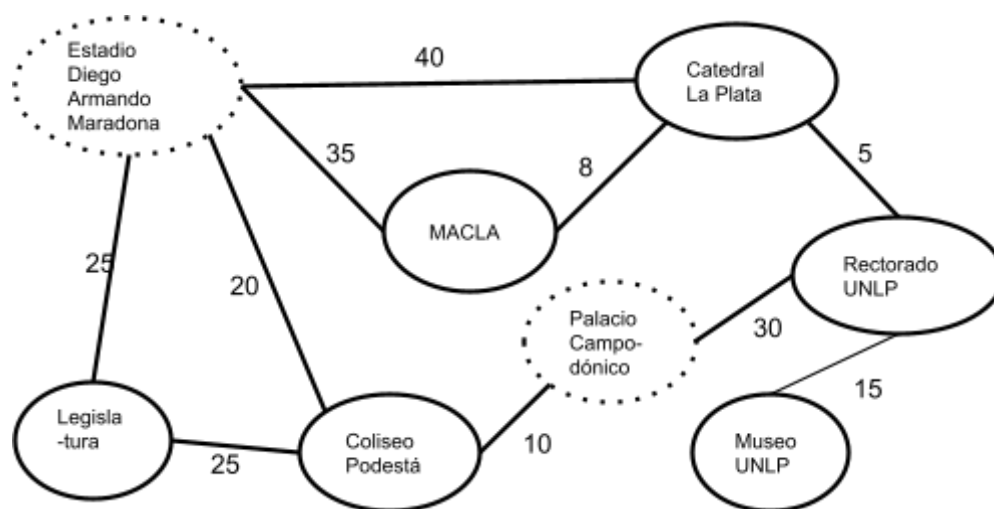 Estadio
Diego
Armando
Maradona
40
Catedral
La Plata
35
8
5
MACLA
25
20
Rectorado
UNLP
Palacio
Campo-
dónico
30
15
Legisla
-tura
25
Coliseo
Podestá
10
Museo
UNLP